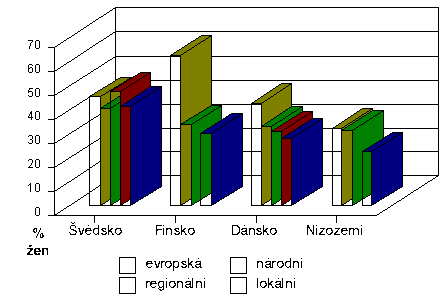 70
60
50
40
30
20
10
0
%
žen
Švédsko Finsko Dánsko Nizozemí
evropská národní
regionální lokální